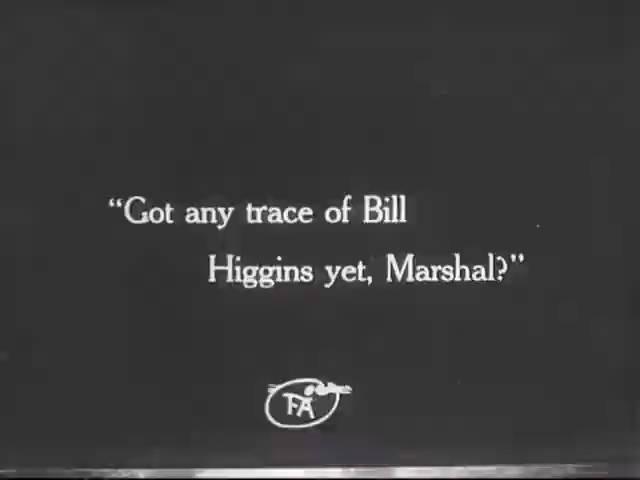 “Got any trace of Bill
Higgins yet, Marshal?”
FA